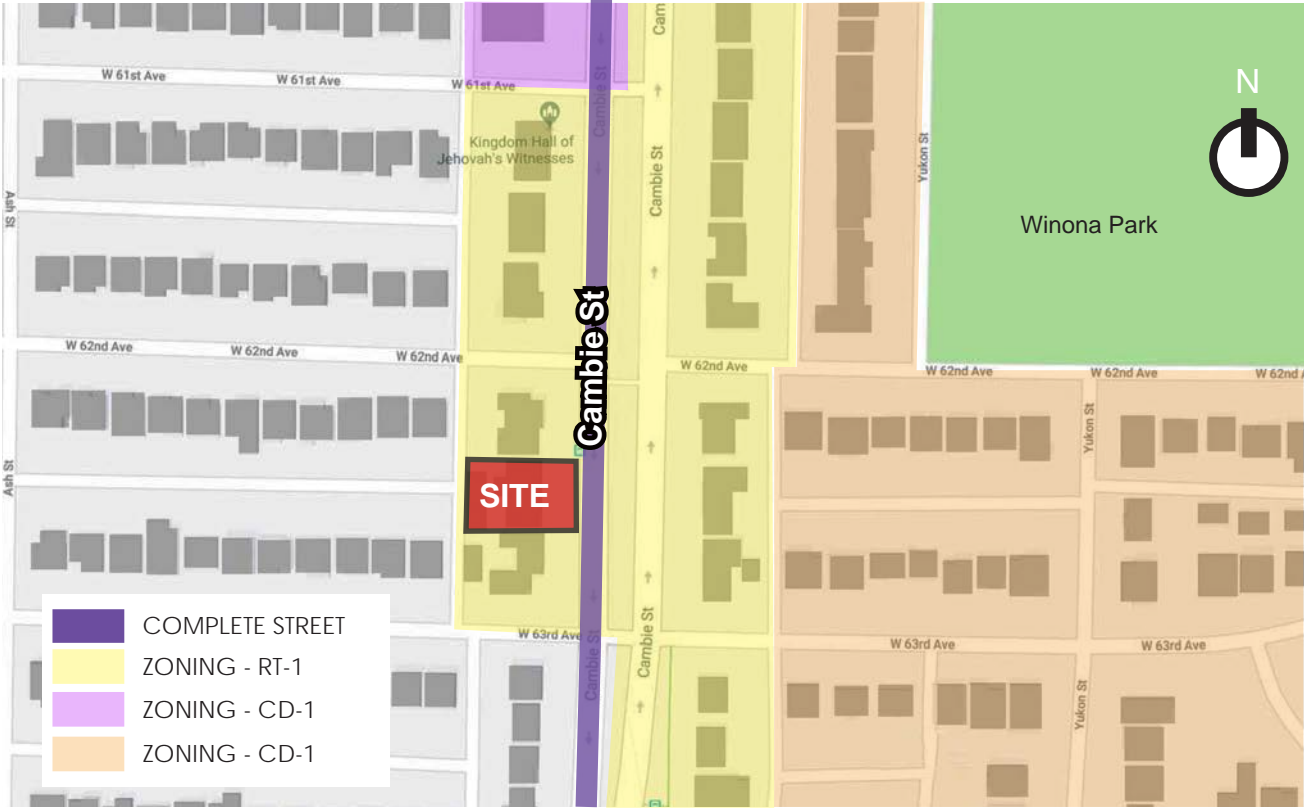 Cam
W 61st Ave
W 61st Ave
W 61st Ave
Cambie St
N
Kingdom Hall of
Jehovah's Witnesses
Cambie St
Yukon St
Ash St
Winona Park
Cambie St
W 62nd Ave
W 62nd Ave
W 62nd Ave
W 62nd Ave
W 62nd Ave
W 62nd Ave
W 62nd A
Yukon St
Ash St
SITE
COMPLETE STREET
ZONING - RT-1
ZONING - CD-1
ZONING - CD-1
W 63rd Ave
Cambie St
Cambie St
W 63rd Ave
W 63rd Ave
Yukon St